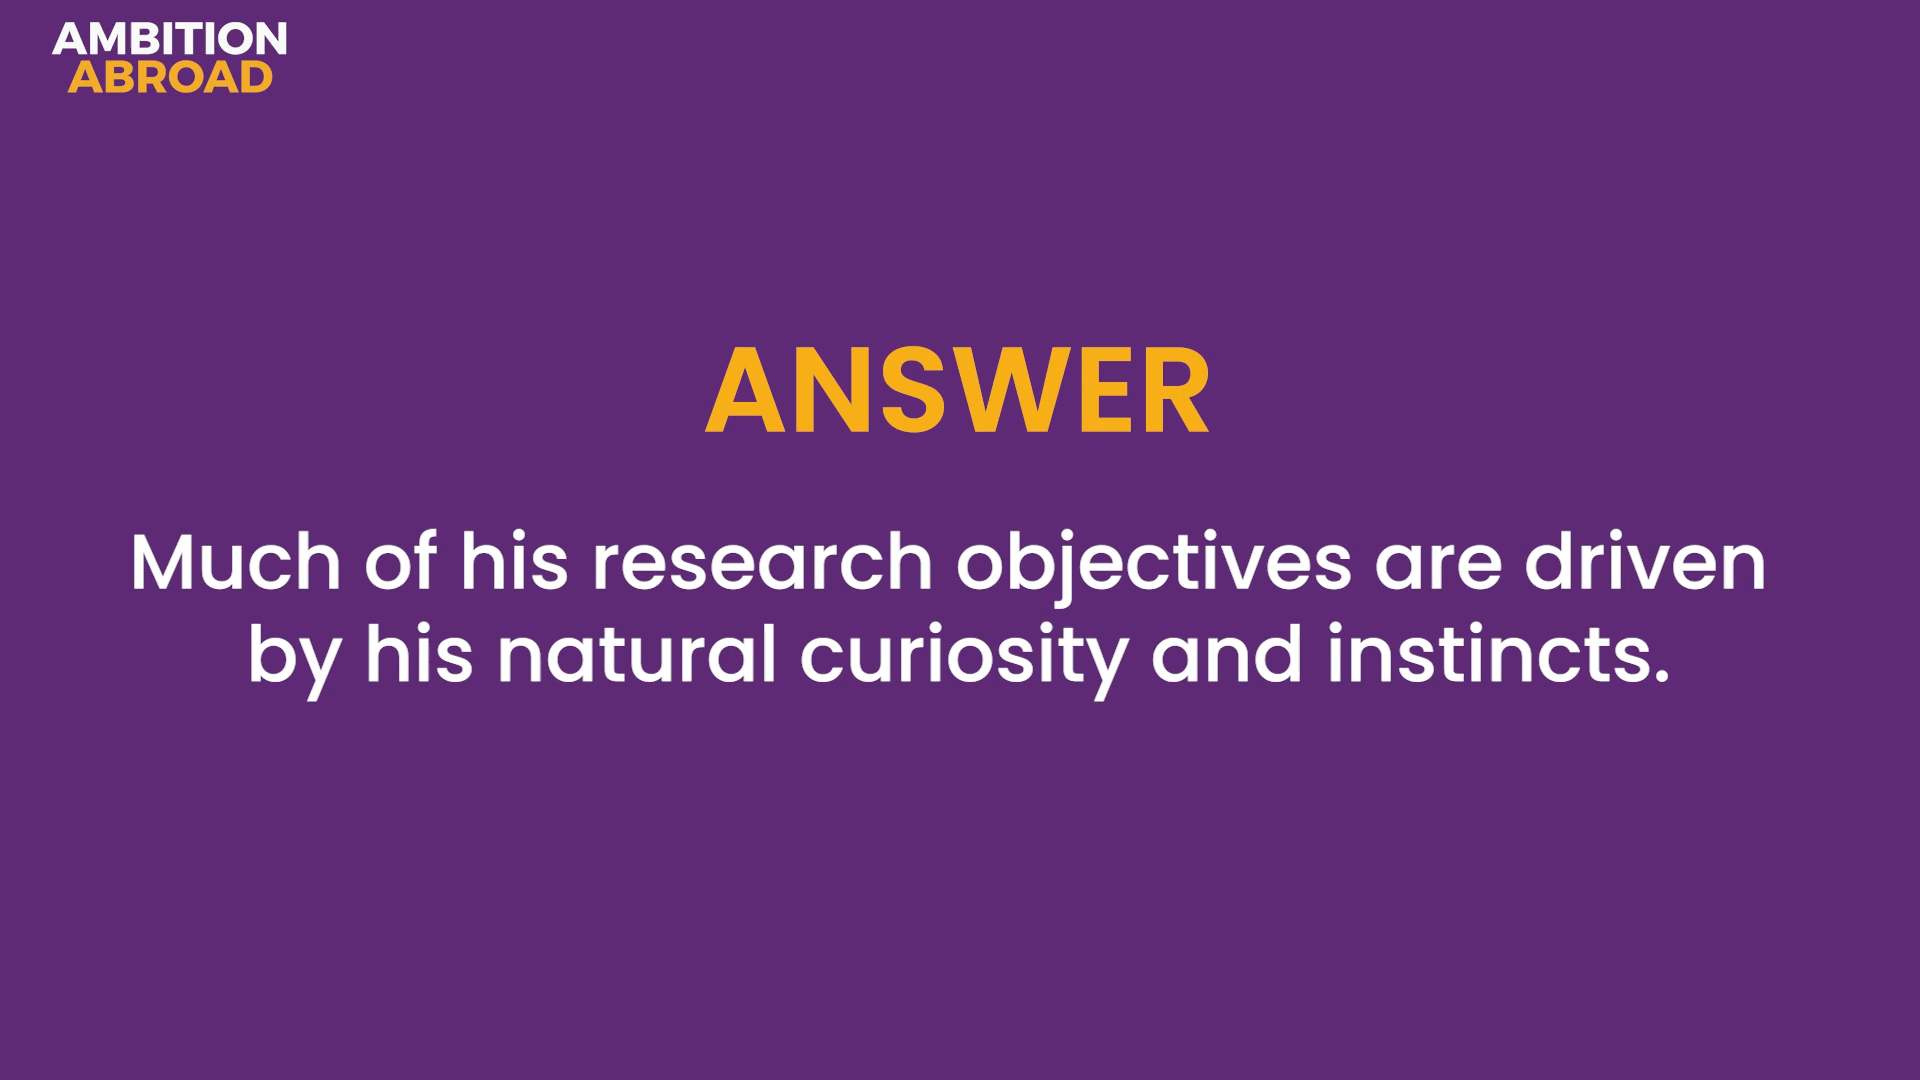 AMBITION
ABROAD
ANSWER
Much of his research objectives are driven
by his natural curiosity and instincts.